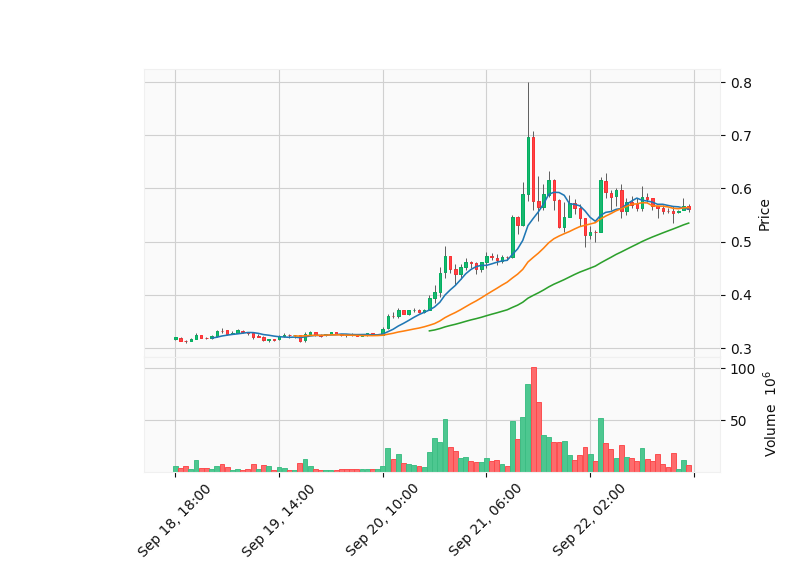 0.8
0.7
0.6
0.5
0.4
0.3
Price
100
50
Volume 10^6
Sep 18, 18:00
Sep 19, 14:00
Sep 20, 10:00
Sep 21, 06:00
Sep 22, 02:00